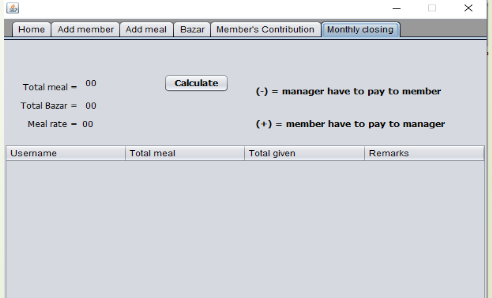 Home Add member Add meal Bazar Member's Contribution Monthly closing
Total meal = 00 Calculate
(-) = manager have to pay to member
Total Bazar = 00
Meal rate = 00 (+) = member have to pay to manager
Username Total meal Total given Remarks